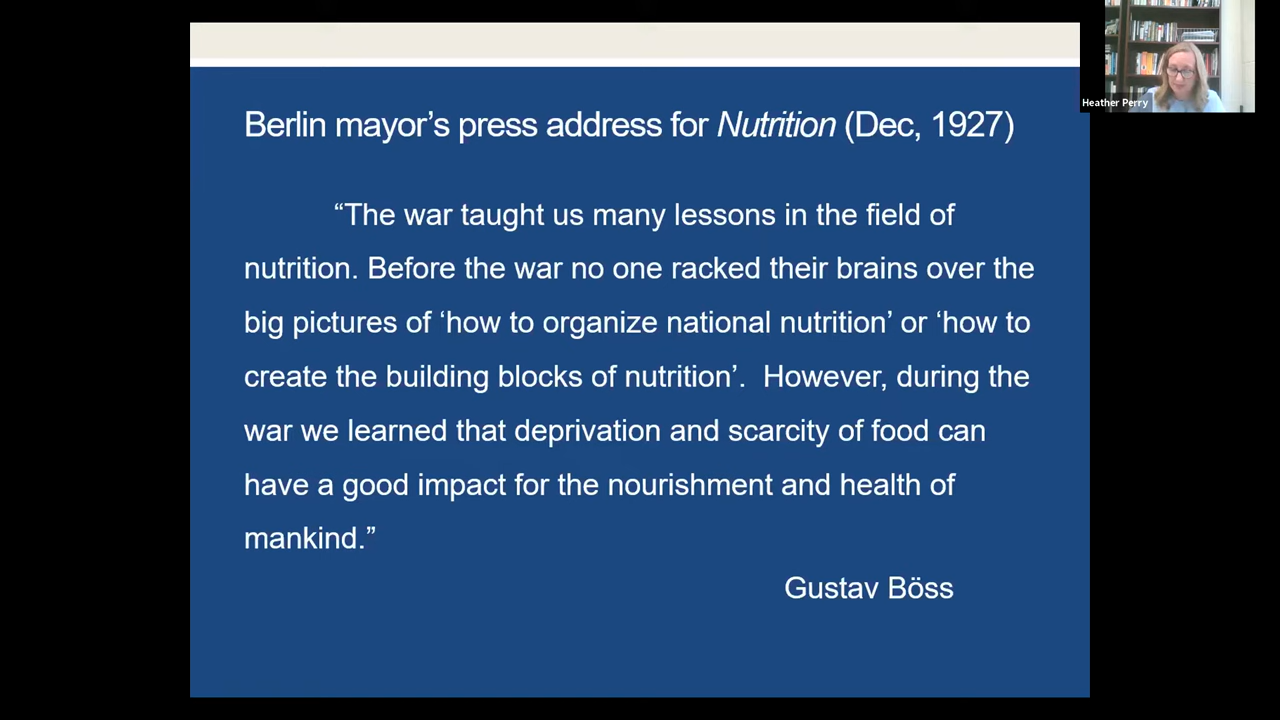 Heather Perry
Berlin mayor’s press address for Nutrition (Dec, 1927)
“The war taught us many lessons in the field of
nutrition. Before the war no one racked their brains over the
big pictures of ‘how to organize national nutrition’ or ‘how to
create the building blocks of nutrition’.  However, during the
war we learned that deprivation and scarcity of food can
have a good impact for the nourishment and health of
mankind.”
Gustav Böss